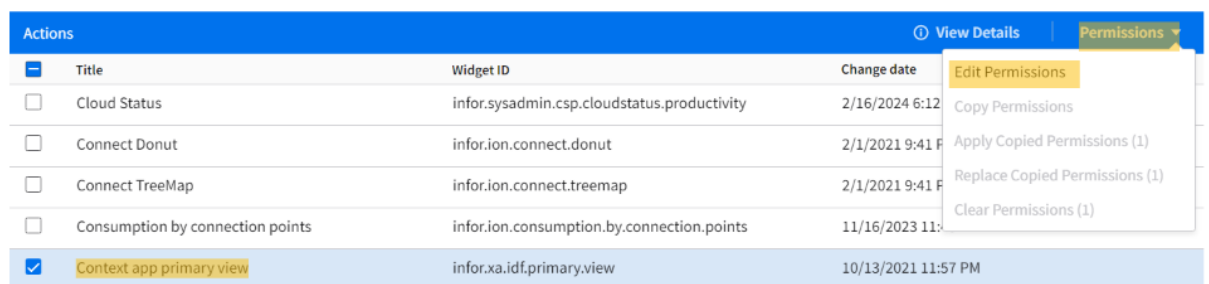 Actions View Details Permissions
Title Widget ID Change date
Edit Permissions
Cloud Status infor.sysadmin.csp.cloudstatus.productivity 2/16/2024 6:12
Copy Permissions
Connect Donut infor.ion.connect.donut 2/1/2021 9:41
Apply Copied Permissions (1)
Connect TreeMap infor.ion.connect.treemap 2/1/2021 9:41
Replace Copied Permissions (1)
Consumption by connection points infor.ion.consumption.by.connection.points 11/16/2023 11:
Clear Permissions (1)
Context app primary view infor.xa.idf.primary.view 10/13/2021 11:57 PM